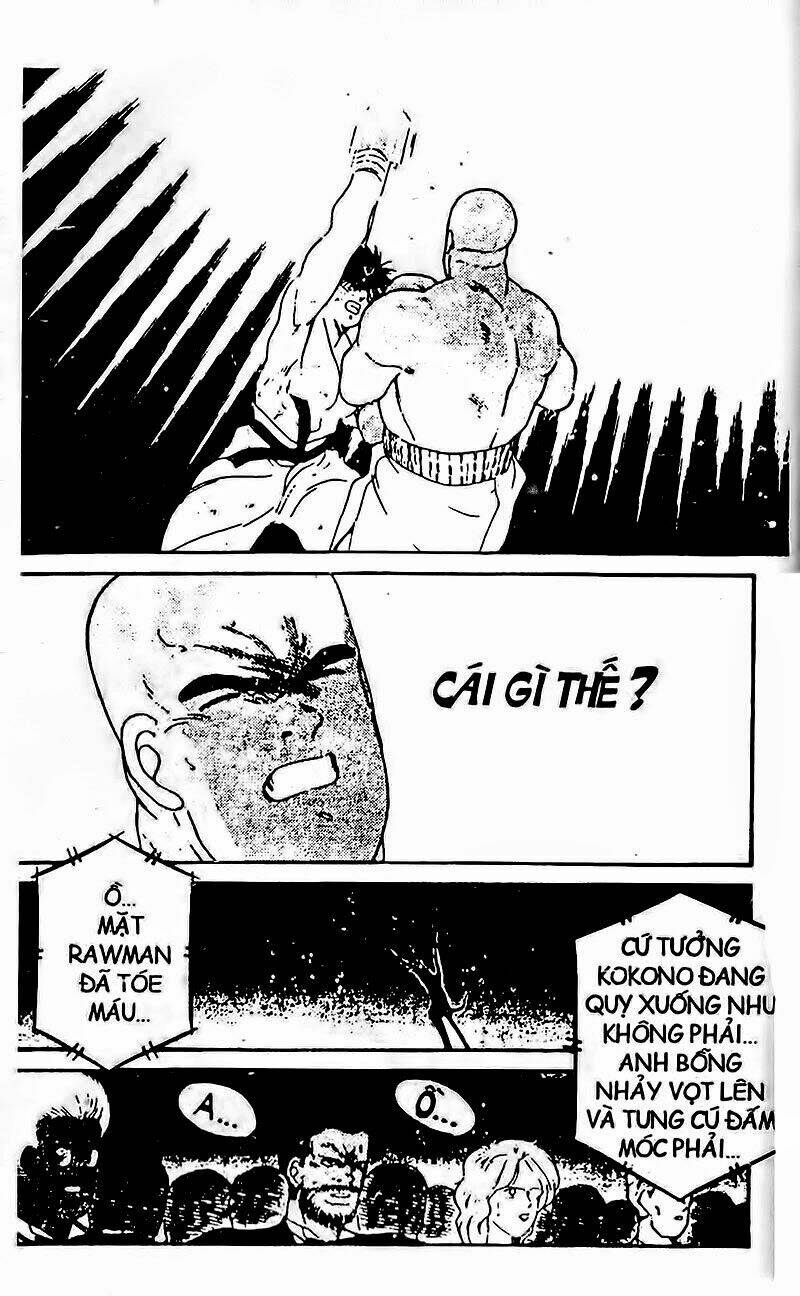 CÁI GÌ THẾ?
Ồ...
MẶT
RAWMAN
ĐÃ TÓE
MÁU...
CỨ TƯỞNG
KOKONO ĐANG
QUỴ XUỐNG NHƯ
KHÔNG PHẢI...
ANH BỖNG
NHẢY VỌT LÊN
VÀ TUNG CÚ ĐẤM
MÓC PHẢI...
A...
Ồ...